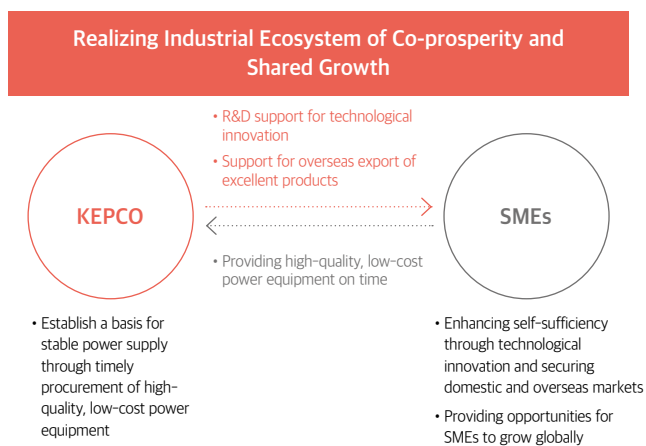 Realizing Industrial Ecosystem of Co-prosperity and
Shared Growth
• R&D support for technological
innovation
• Support for overseas export of
excellent products
KEPCO
SMEs
• Providing high-quality, low-cost
power equipment on time
• Establish a basis for
stable power supply
through timely
procurement of high-
quality, low-cost power
equipment
• Enhancing self-sufficiency
through technological
innovation and securing
domestic and overseas markets
• Providing opportunities for
SMEs to grow globally